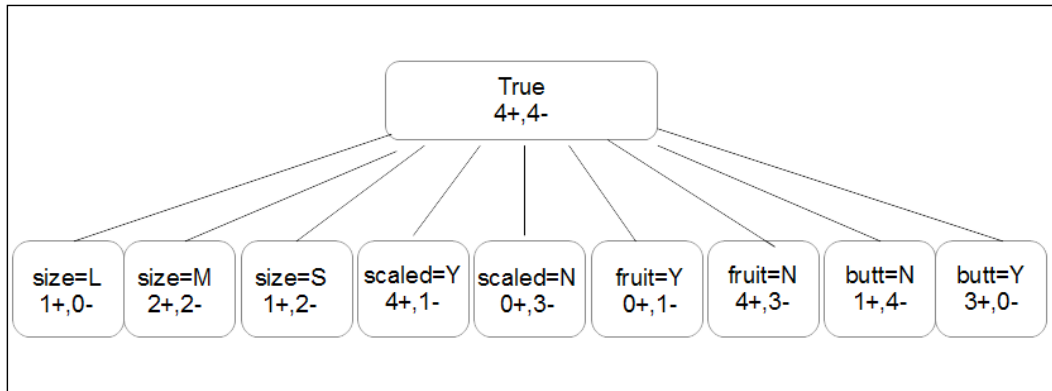 True
4+,4-
size=L
1+,0-
size=M
2+,2-
size=S
1+,2-
scaled=Y
4+,1-
scaled=N
0+,3-
fruit=Y
0+,1-
fruit=N
4+,3-
butt=N
1+,4-
butt=Y
3+,0-